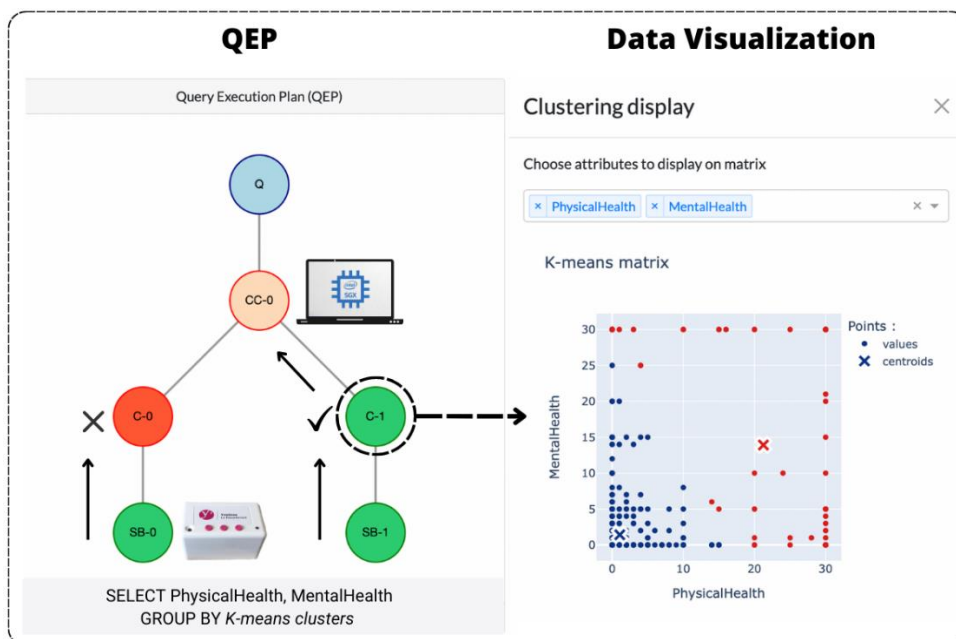 QEP
Query Execution Plan (QEP)
Q
CC-0
intel
SGX
C-0
C-1
SB-0
SB-1
SELECT PhysicalHealth, MentalHealth
GROUP BY K-means clusters
Data Visualization
Clustering display
Choose attributes to display on matrix
× PhysicalHealth × MentalHealth
K-means matrix
Points :
values
centroids
MentalHealth
30
25
20
15
10
5
0
0 10 20 30
PhysicalHealth